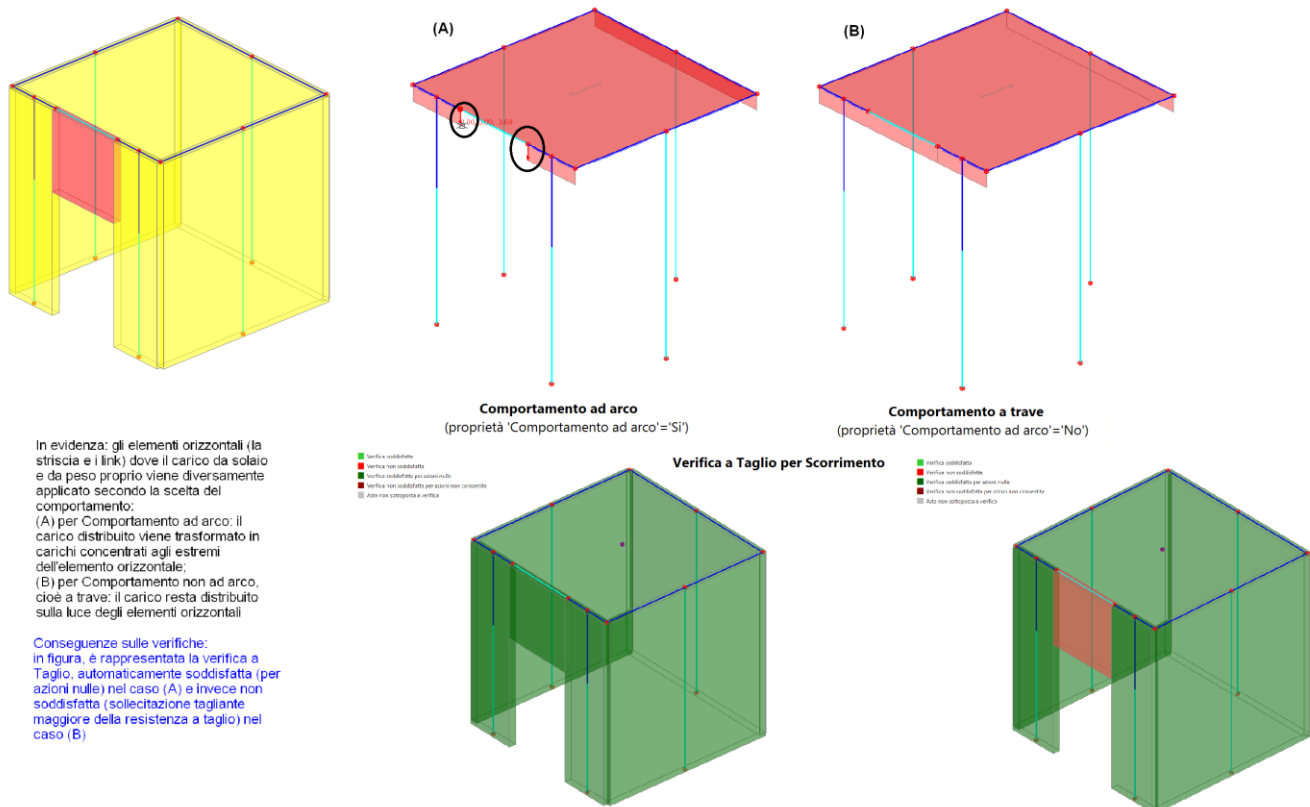 (A)
(B)
0.00, 3.60
Comportamento ad arco
(proprietà 'Comportamento ad arco'='Si')
Comportamento a trave
(proprietà 'Comportamento ad arco'='No')
In evidenza: gli elementi orizzontali (la
striscia e i link) dove il carico da solaio
e da peso proprio viene diversamente
applicato secondo la scelta del
comportamento:
(A) per Comportamento ad arco: il
carico distribuito viene trasformato in
carichi concentrati agli estremi
dell'elemento orizzontale;
(B) per Comportamento non ad arco,
cioè a trave: il carico resta distribuito
sulla luce degli elementi orizzontali
Conseguenze sulle verifiche:
in figura, è rappresentata la verifica a
Taglio, automaticamente soddisfatta (per
azioni nulle) nel caso (A) e invece non
soddisfatta (sollecitazione tagliante
maggiore della resistenza a taglio) nel
caso (B)
Verifica a Taglio per Scorrimento
Verifica soddisfatta
Verifica non soddisfatta
Verifica soddisfatta per azioni nulle
Verifica non soddisfatta per azioni non consentite
Asta non sottoposta a verifica
Verifica soddisfatta
Verifica non soddisfatta
Verifica soddisfatta per azioni nulle
Verifica non soddisfatta per azioni non consentite
Asta non sottoposta a verifica